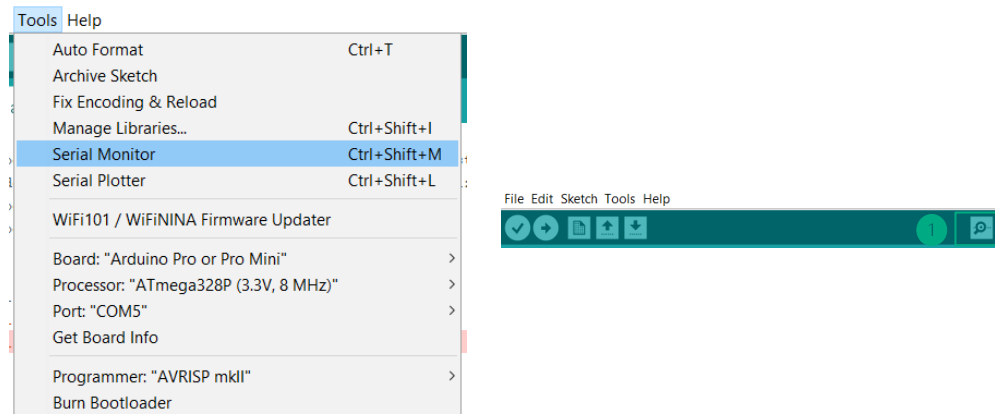 Tools Help
Auto Format Ctrl+T
Archive Sketch
Fix Encoding & Reload
Manage Libraries... Ctrl+Shift+I
Serial Monitor Ctrl+Shift+M
Serial Plotter Ctrl+Shift+L
WiFi101 / WiFiNINA Firmware Updater
Board: "Arduino Pro or Pro Mini"
Processor: "ATmega328P (3.3V, 8 MHz)"
Port: "COM5"
Get Board Info
Programmer: "AVRISP mkII"
Burn Bootloader
File Edit Sketch Tools Help
1